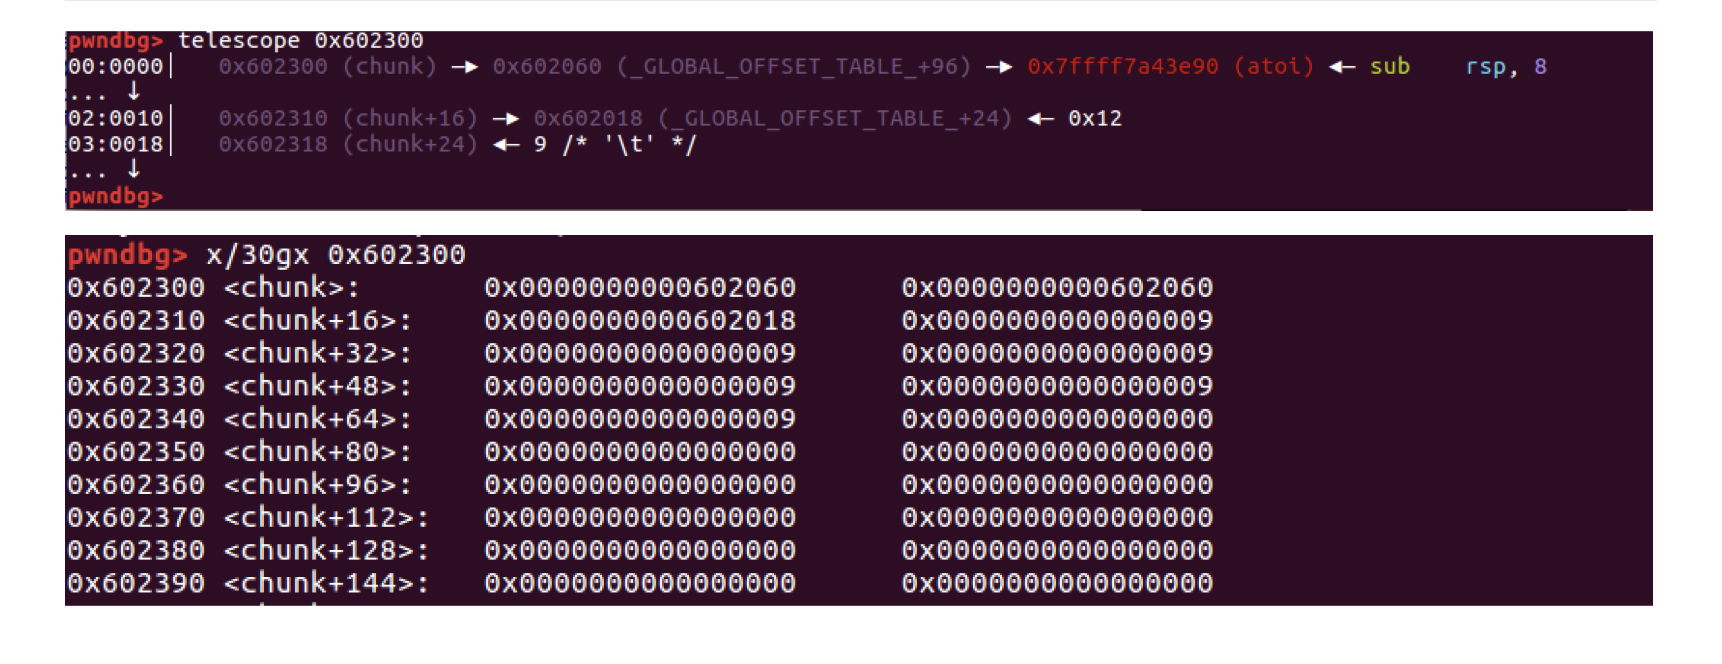 pwndbg> telescope 0x602300
00:0000│ 0x602300 (chunk) —▸ 0x602060 (_GLOBAL_OFFSET_TABLE_+96) —▸ 0x7ffff7a43e90 (atoi) ◂— sub rsp, 8
... ↓
02:0010│ 0x602310 (chunk+16) —▸ 0x602018 (_GLOBAL_OFFSET_TABLE_+24) ◂— 0x12
03:0018│ 0x602318 (chunk+24) ◂— 9 /* '\t' */
... ↓
pwndbg>
pwndbg> x/30gx 0x602300
0x602300 <chunk>: 0x0000000000602060 0x0000000000602060
0x602310 <chunk+16>: 0x0000000000602018 0x0000000000000009
0x602320 <chunk+32>: 0x0000000000000009 0x0000000000000009
0x602330 <chunk+48>: 0x0000000000000009 0x0000000000000009
0x602340 <chunk+64>: 0x0000000000000009 0x0000000000000000
0x602350 <chunk+80>: 0x0000000000000000 0x0000000000000000
0x602360 <chunk+96>: 0x0000000000000000 0x0000000000000000
0x602370 <chunk+112>: 0x0000000000000000 0x0000000000000000
0x602380 <chunk+128>: 0x0000000000000000 0x0000000000000000
0x602390 <chunk+144>: 0x0000000000000000 0x0000000000000000